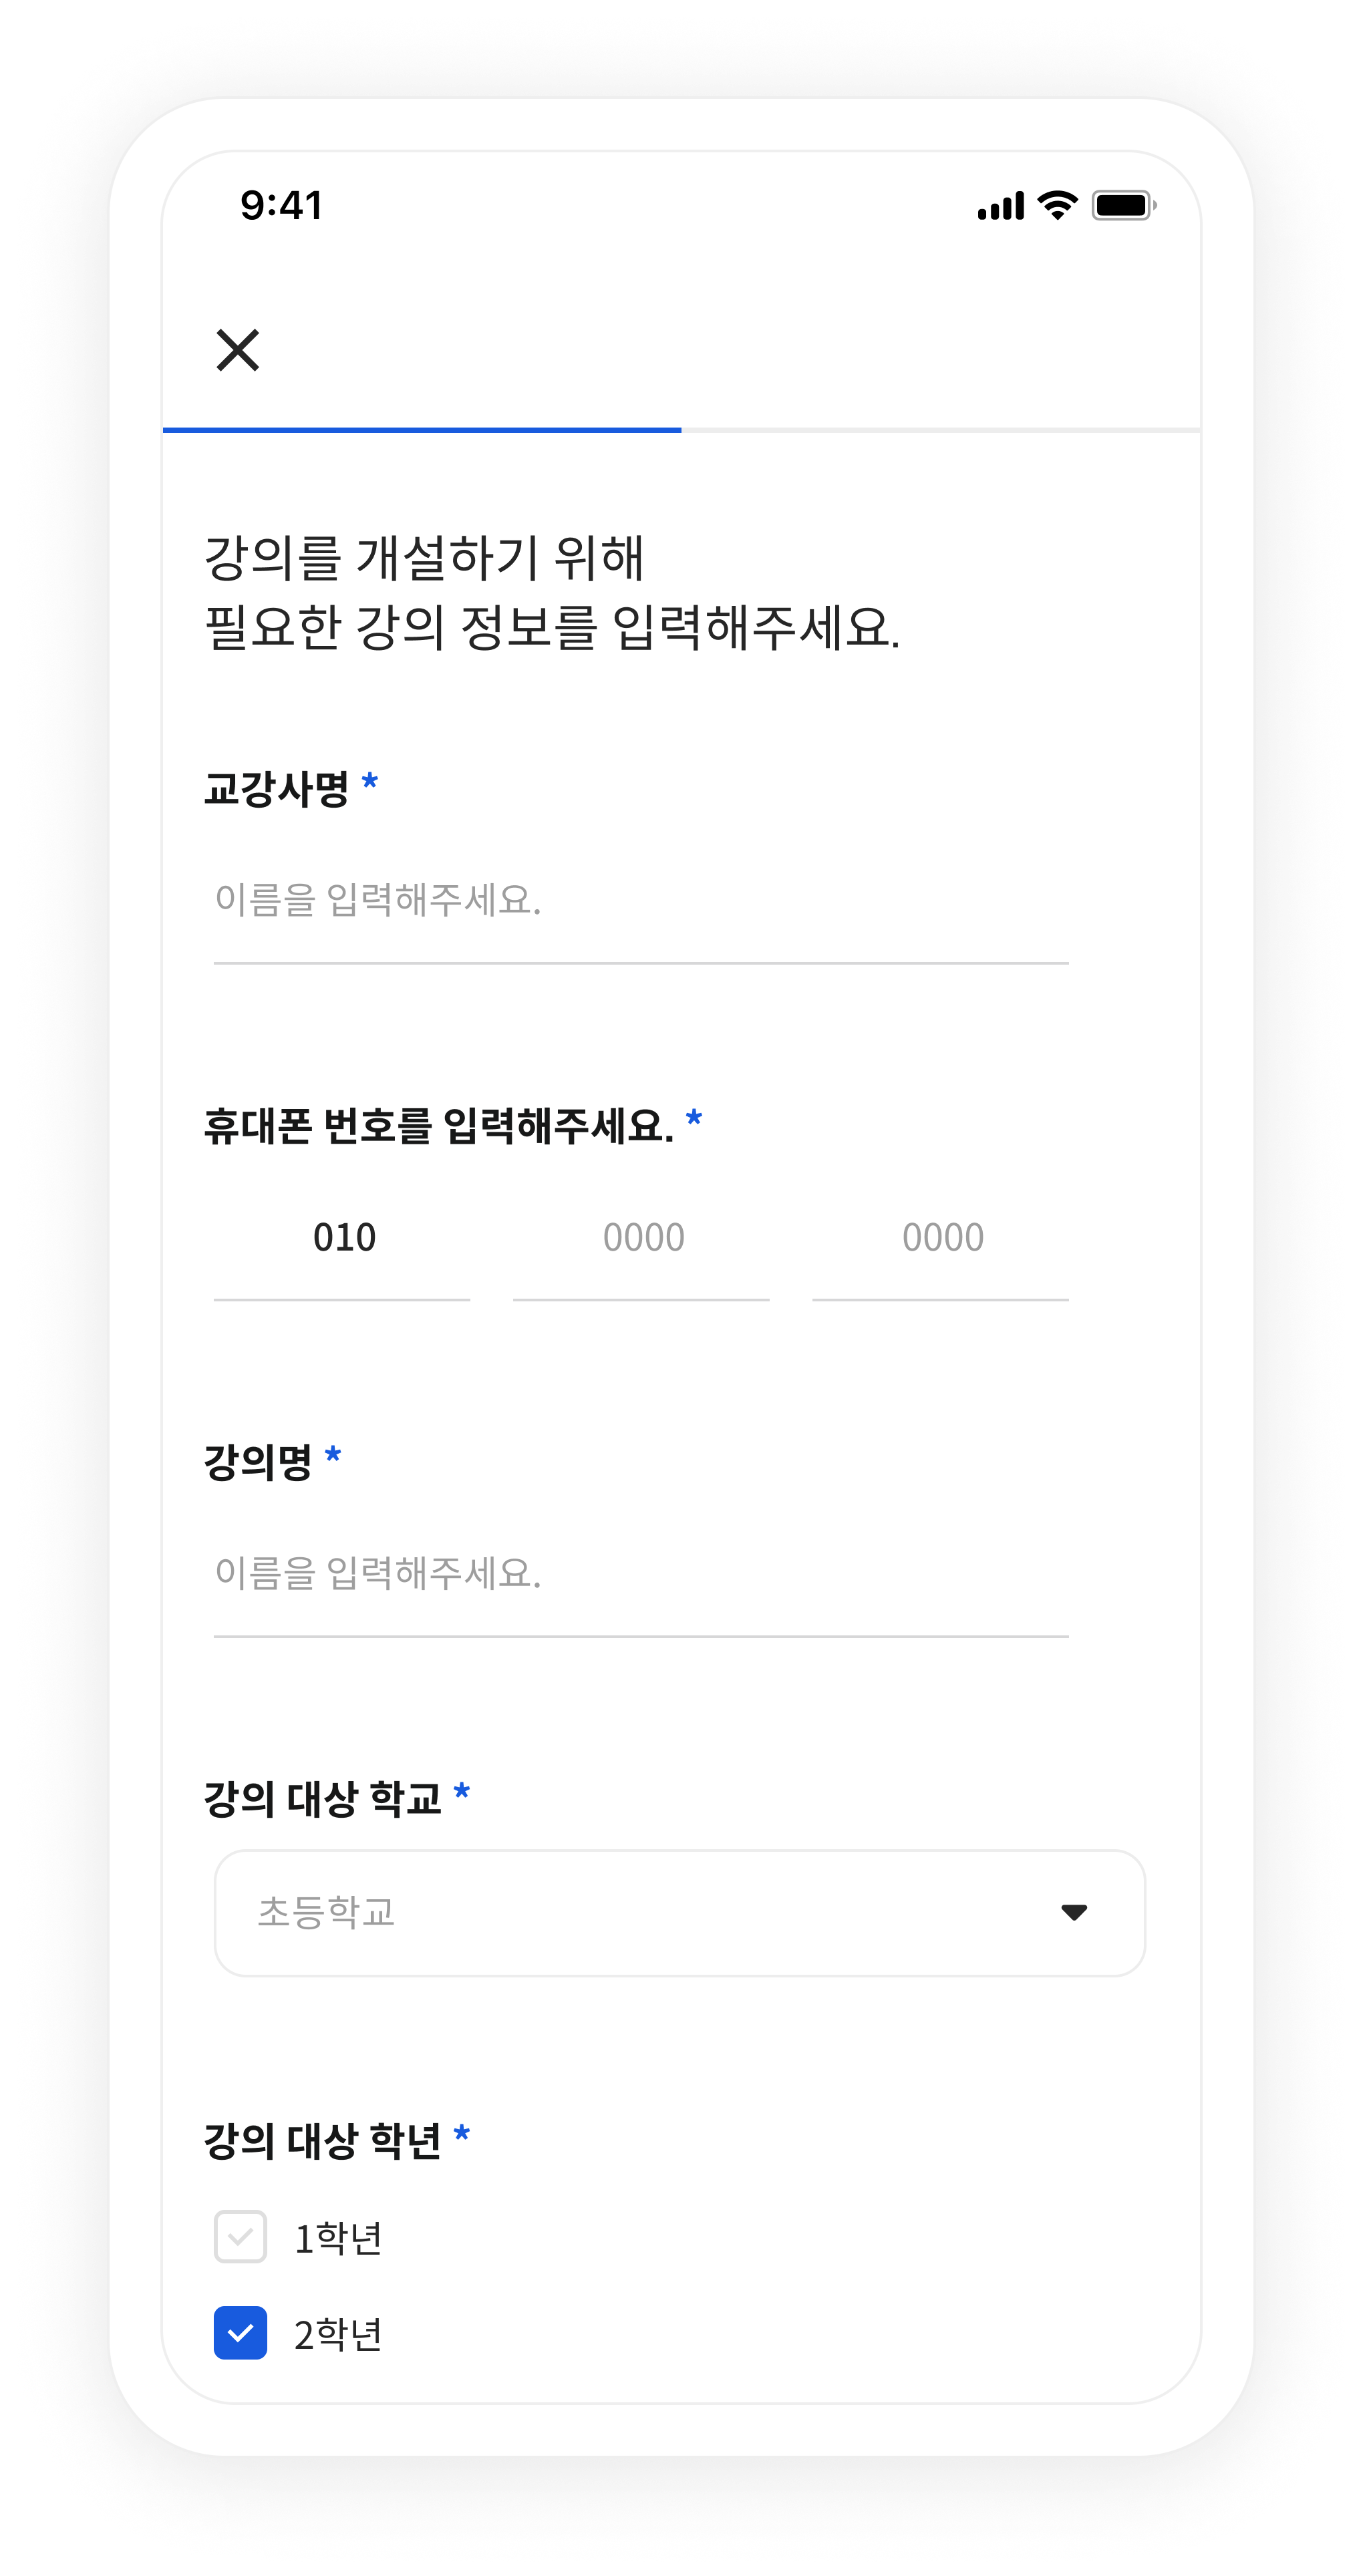 9:41
강의를 개설하기 위해
필요한 강의 정보를 입력해주세요.
교강사명 *
이름을 입력해주세요.
휴대폰 번호를 입력해주세요. *
010 0000 0000
강의명 *
이름을 입력해주세요.
강의 대상 학교 *
초등학교
강의 대상 학년 *
1학년
2학년